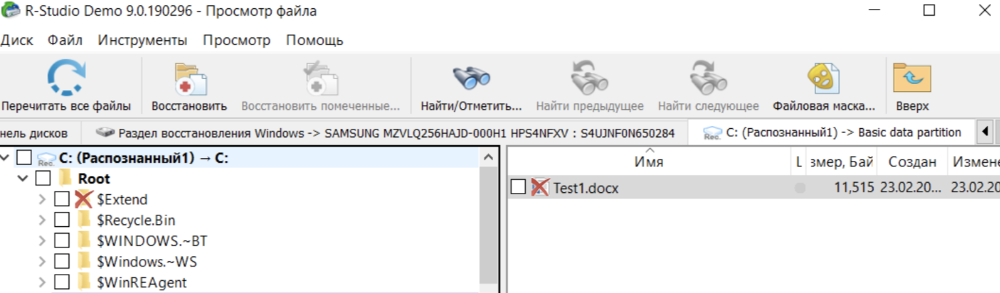 R-Studio Demo 9.0.190296 - Просмотр файла
Диск Файл Инструменты Просмотр Помощь
Перечитать все файлы Восстановить Восстановить помеченные... Найти/Отметить... Найти предыдущее Найти следующее Файловая маска... Вверх
нель дисков Раздел восстановления Windows -> SAMSUNG MZVLQ256HAJD-000H1 HPS4NFXV : S4UJNF0N650284 Rec. C: (Распознанный1) -> Basic data partition
Rec. C: (Распознанный1) → C:
Root
$Extend
$Recycle.Bin
$WINDOWS.~BT
$Windows.~WS
$WinREAgent
Имя L змер, Бай Создан Измене
Test1.docx 11,515 23.02.20... 23.02.20